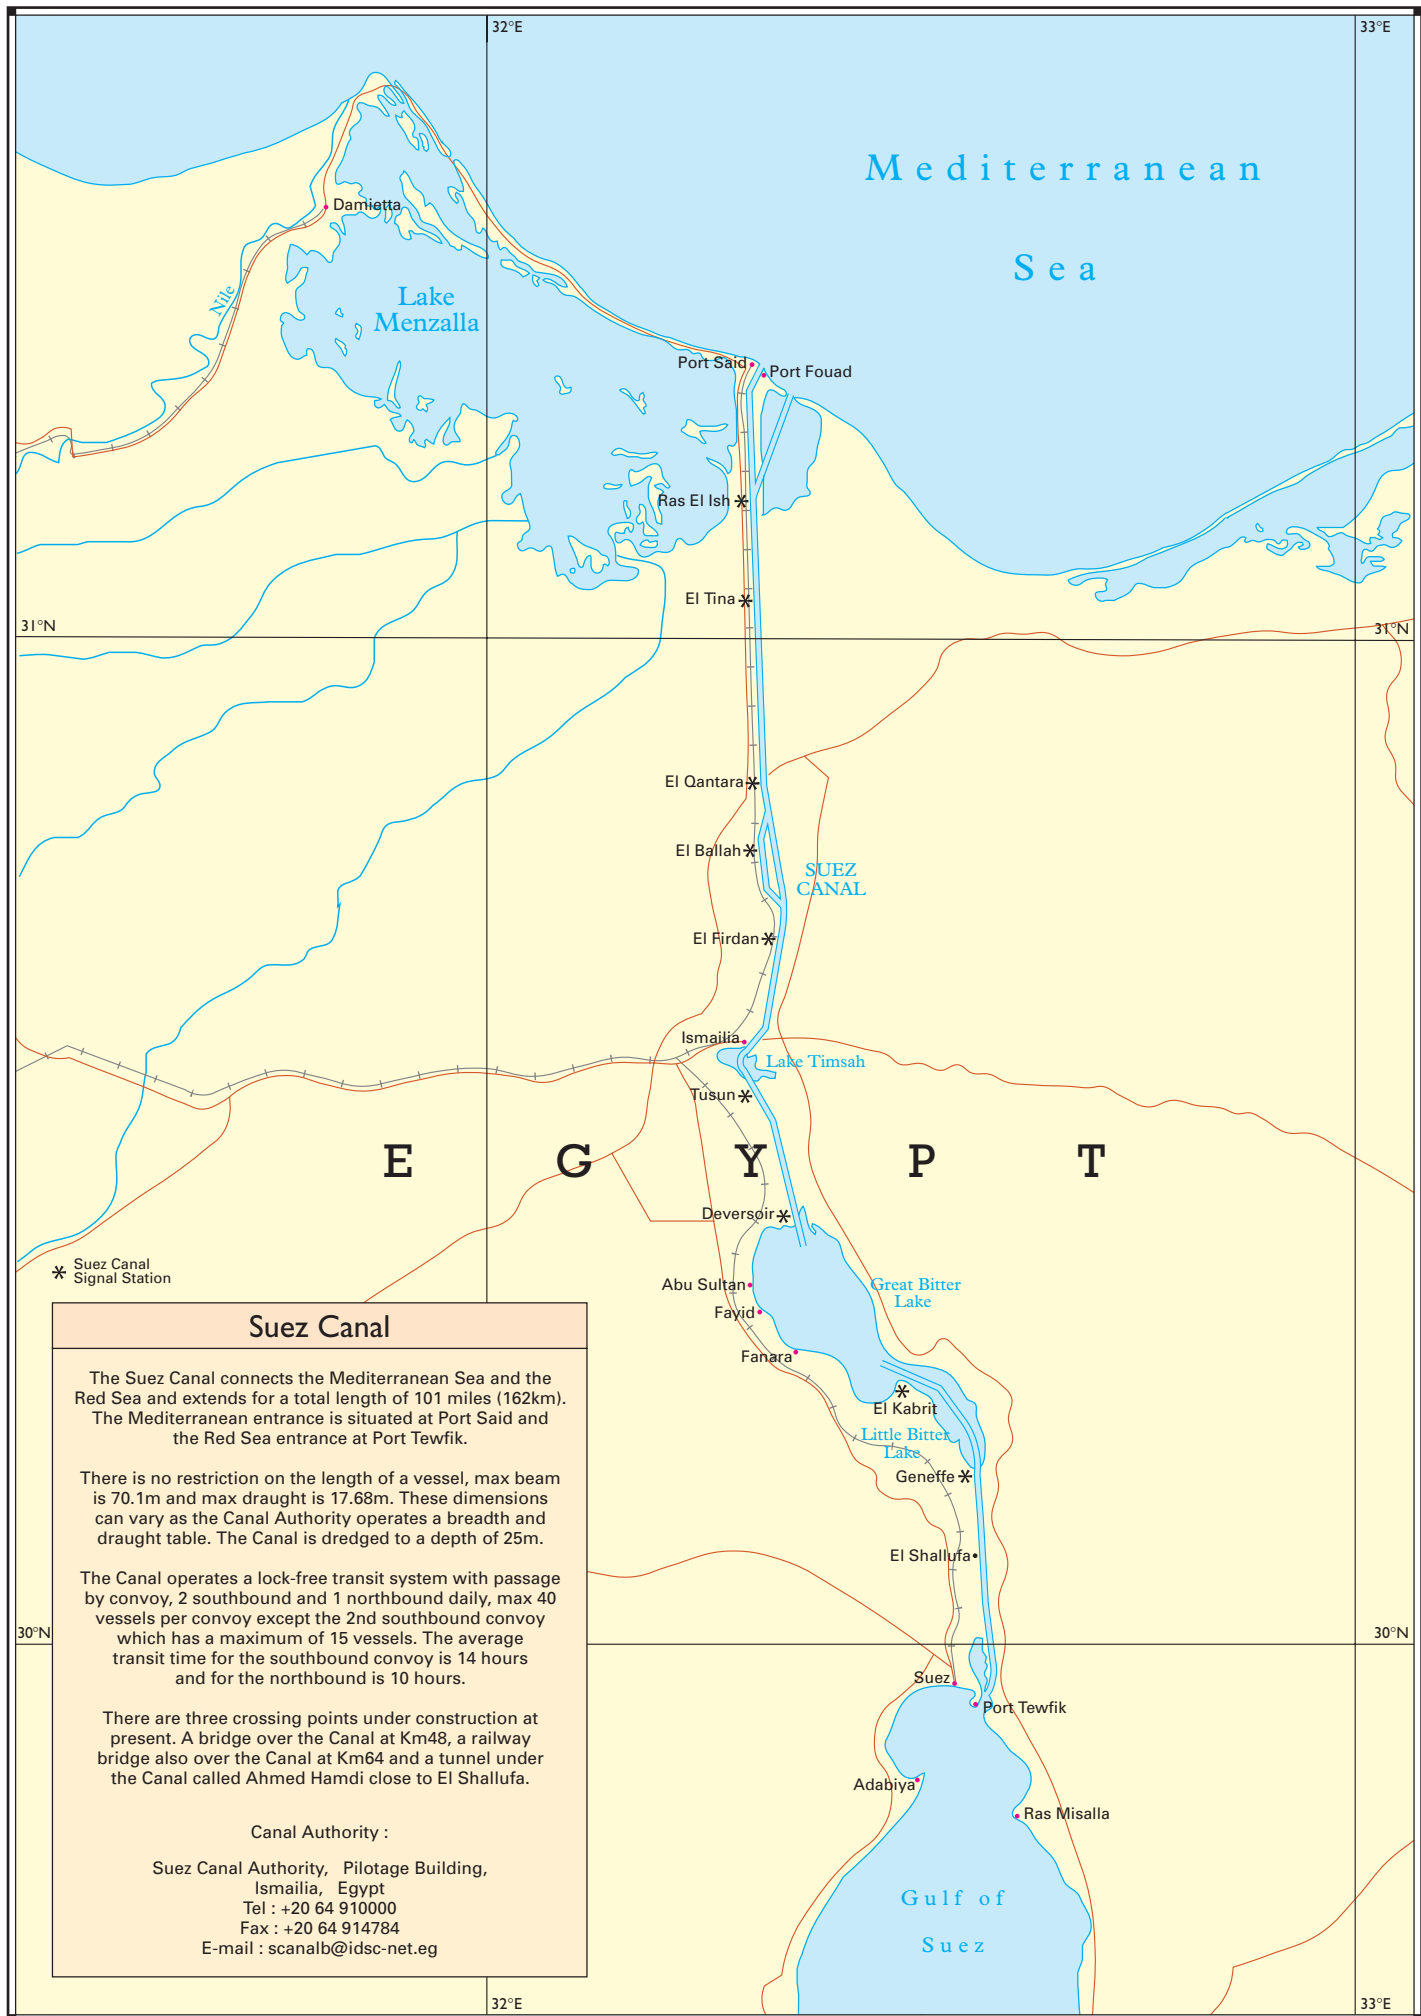 32°E
33°E
Mediterranean
Sea
Damietta
Nile
Lake
Menzalla
Port Said
Port Fouad
Ras El Ish
El Tina
31°N
31°N
El Qantara
El Ballah
SUEZ
CANAL
El Firdan
Ismailia
Lake Timsah
Tusun
E G Y P T
Deversoir
Suez Canal
Signal Station
Abu Sultan
Great Bitter
Lake
Fayid
Fanara
El Kabrit
Little Bitter
Lake
Geneffe
El Shallufa
30°N
30°N
Suez
Port Tewfik
Adabiya
Ras Misalla
Gulf of
Suez
Suez Canal
The Suez Canal connects the Mediterranean Sea and the
Red Sea and extends for a total length of 101 miles (162km).
The Mediterranean entrance is situated at Port Said and
the Red Sea entrance at Port Tewfik.
There is no restriction on the length of a vessel, max beam
is 70.1m and max draught is 17.68m. These dimensions
can vary as the Canal Authority operates a breadth and
draught table. The Canal is dredged to a depth of 25m.
The Canal operates a lock-free transit system with passage
by convoy, 2 southbound and 1 northbound daily, max 40
vessels per convoy except the 2nd southbound convoy
which has a maximum of 15 vessels. The average
transit time for the southbound convoy is 14 hours
and for the northbound is 10 hours.
There are three crossing points under construction at
present. A bridge over the Canal at Km48, a railway
bridge also over the Canal at Km64 and a tunnel under
the Canal called Ahmed Hamdi close to El Shallufa.
Canal Authority :
Suez Canal Authority, Pilotage Building,
Ismailia, Egypt
Tel : +20 64 910000
Fax : +20 64 914784
E-mail : scanalb@idsc-net.eg
32°E
33°E